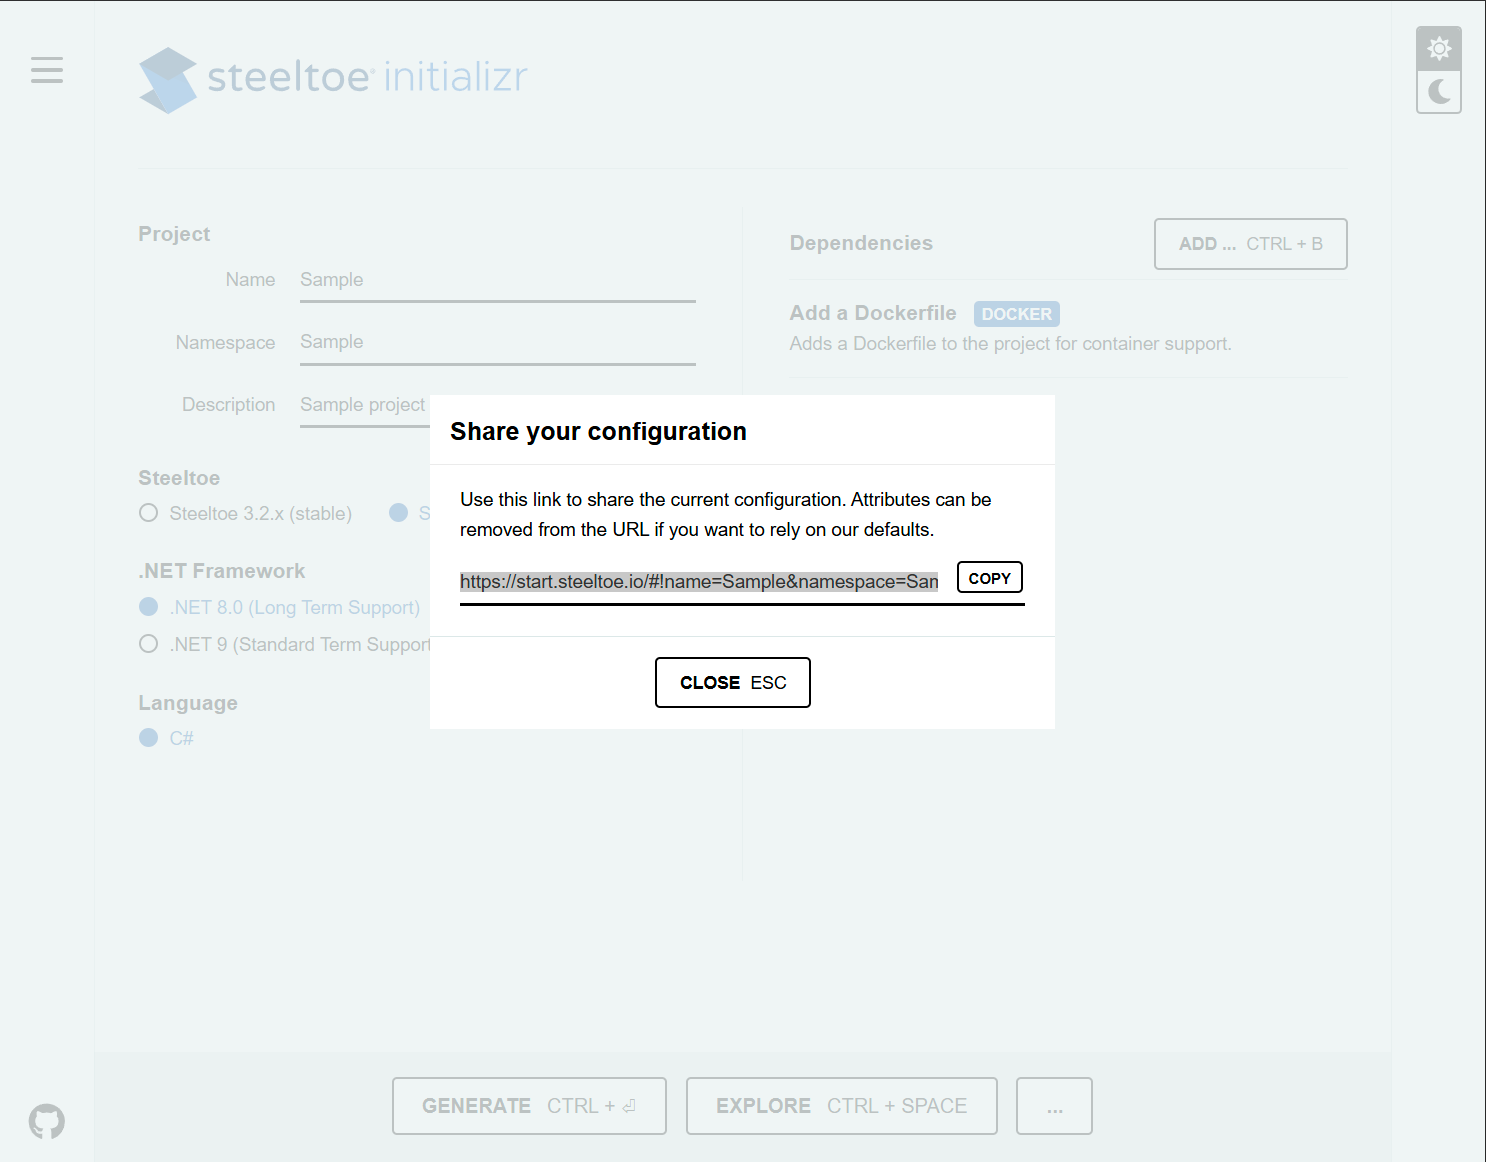 steeltoe initializr
Project
Name Sample
Namespace Sample
Description Sample project
Steeltoe
Steeltoe 3.2.x (stable) S
.NET Framework
.NET 8.0 (Long Term Support)
.NET 9 (Standard Term Support
Language
C#
Dependencies
ADD ... CTRL + B
Add a Dockerfile DOCKER
Adds a Dockerfile to the project for container support.
Share your configuration
Use this link to share the current configuration. Attributes can be
removed from the URL if you want to rely on our defaults.
https://start.steeltoe.io/#!name=Sample&namespace=Sam
COPY
CLOSE ESC
GENERATE CTRL + ⏎
EXPLORE CTRL + SPACE
...